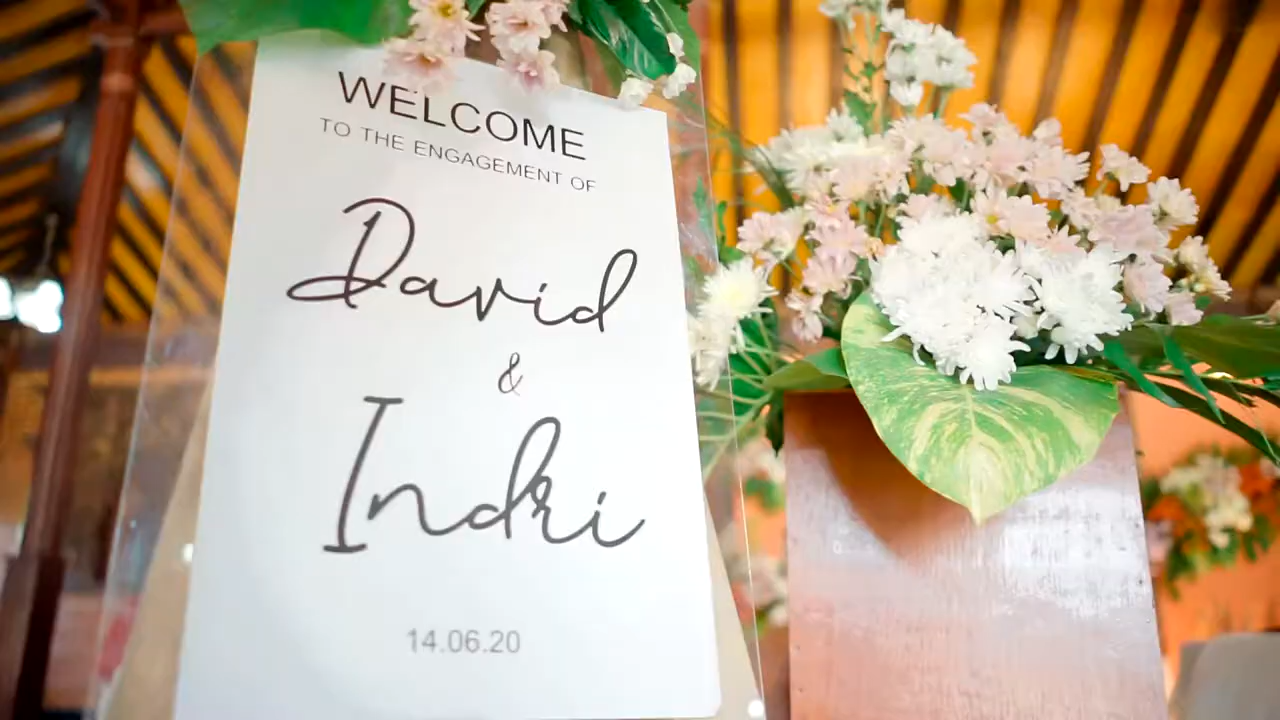 WELCOME
TO THE ENGAGEMENT OF
David
&
Indri
14.06.20